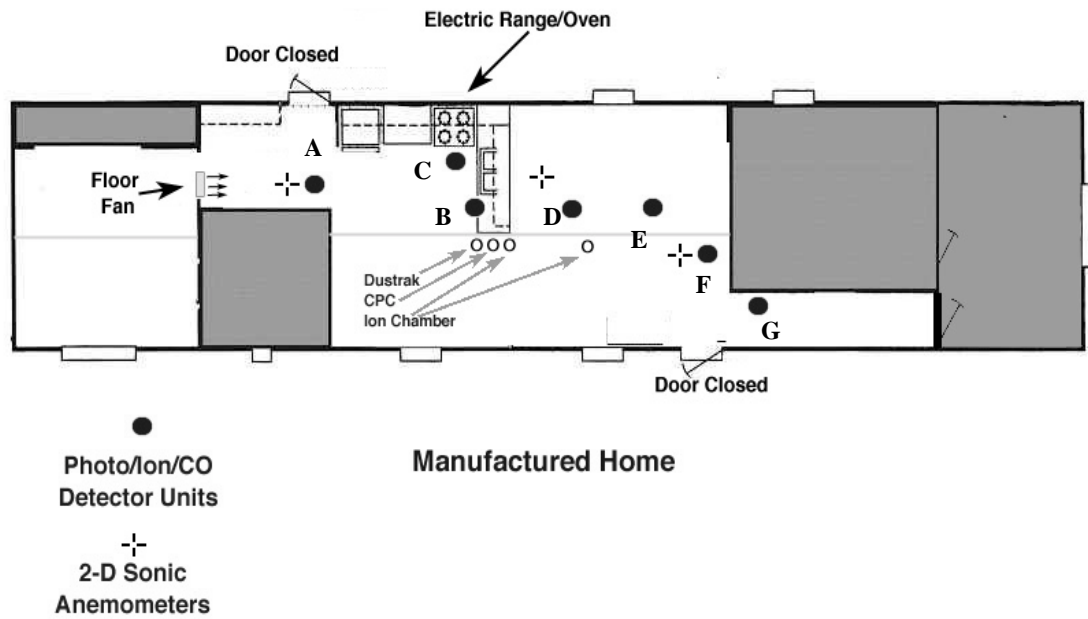 Electric Range/Oven
Door Closed
A
C
Floor
Fan
B
D
E
F
Dustrak
CPC
Ion Chamber
G
Door Closed
Photo/Ion/CO
Detector Units
Manufactured Home
2-D Sonic
Anemometers